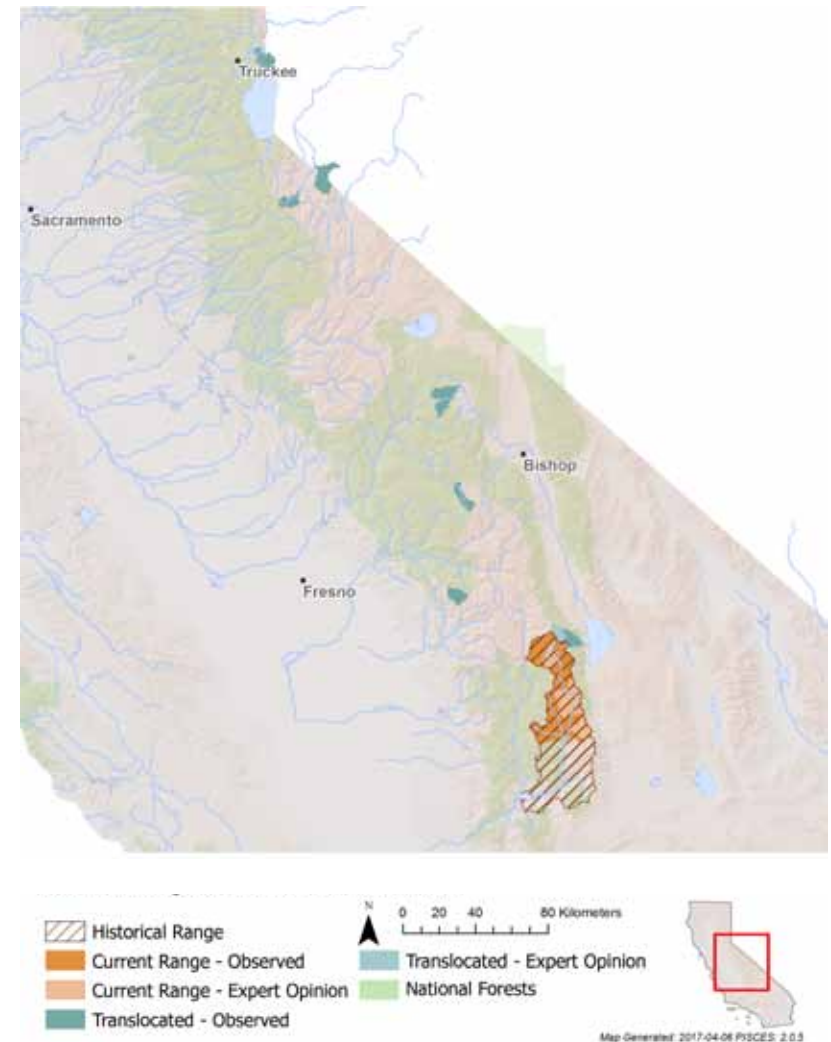 Truckee
Sacramento
Bishop
Fresno
N
0 20 40 80 Kilometers
Historical Range
Current Range - Observed
Current Range - Expert Opinion
Translocated - Observed
Translocated - Expert Opinion
National Forests
Map Generated: 2017-04-06 PISCES: 2.0.5